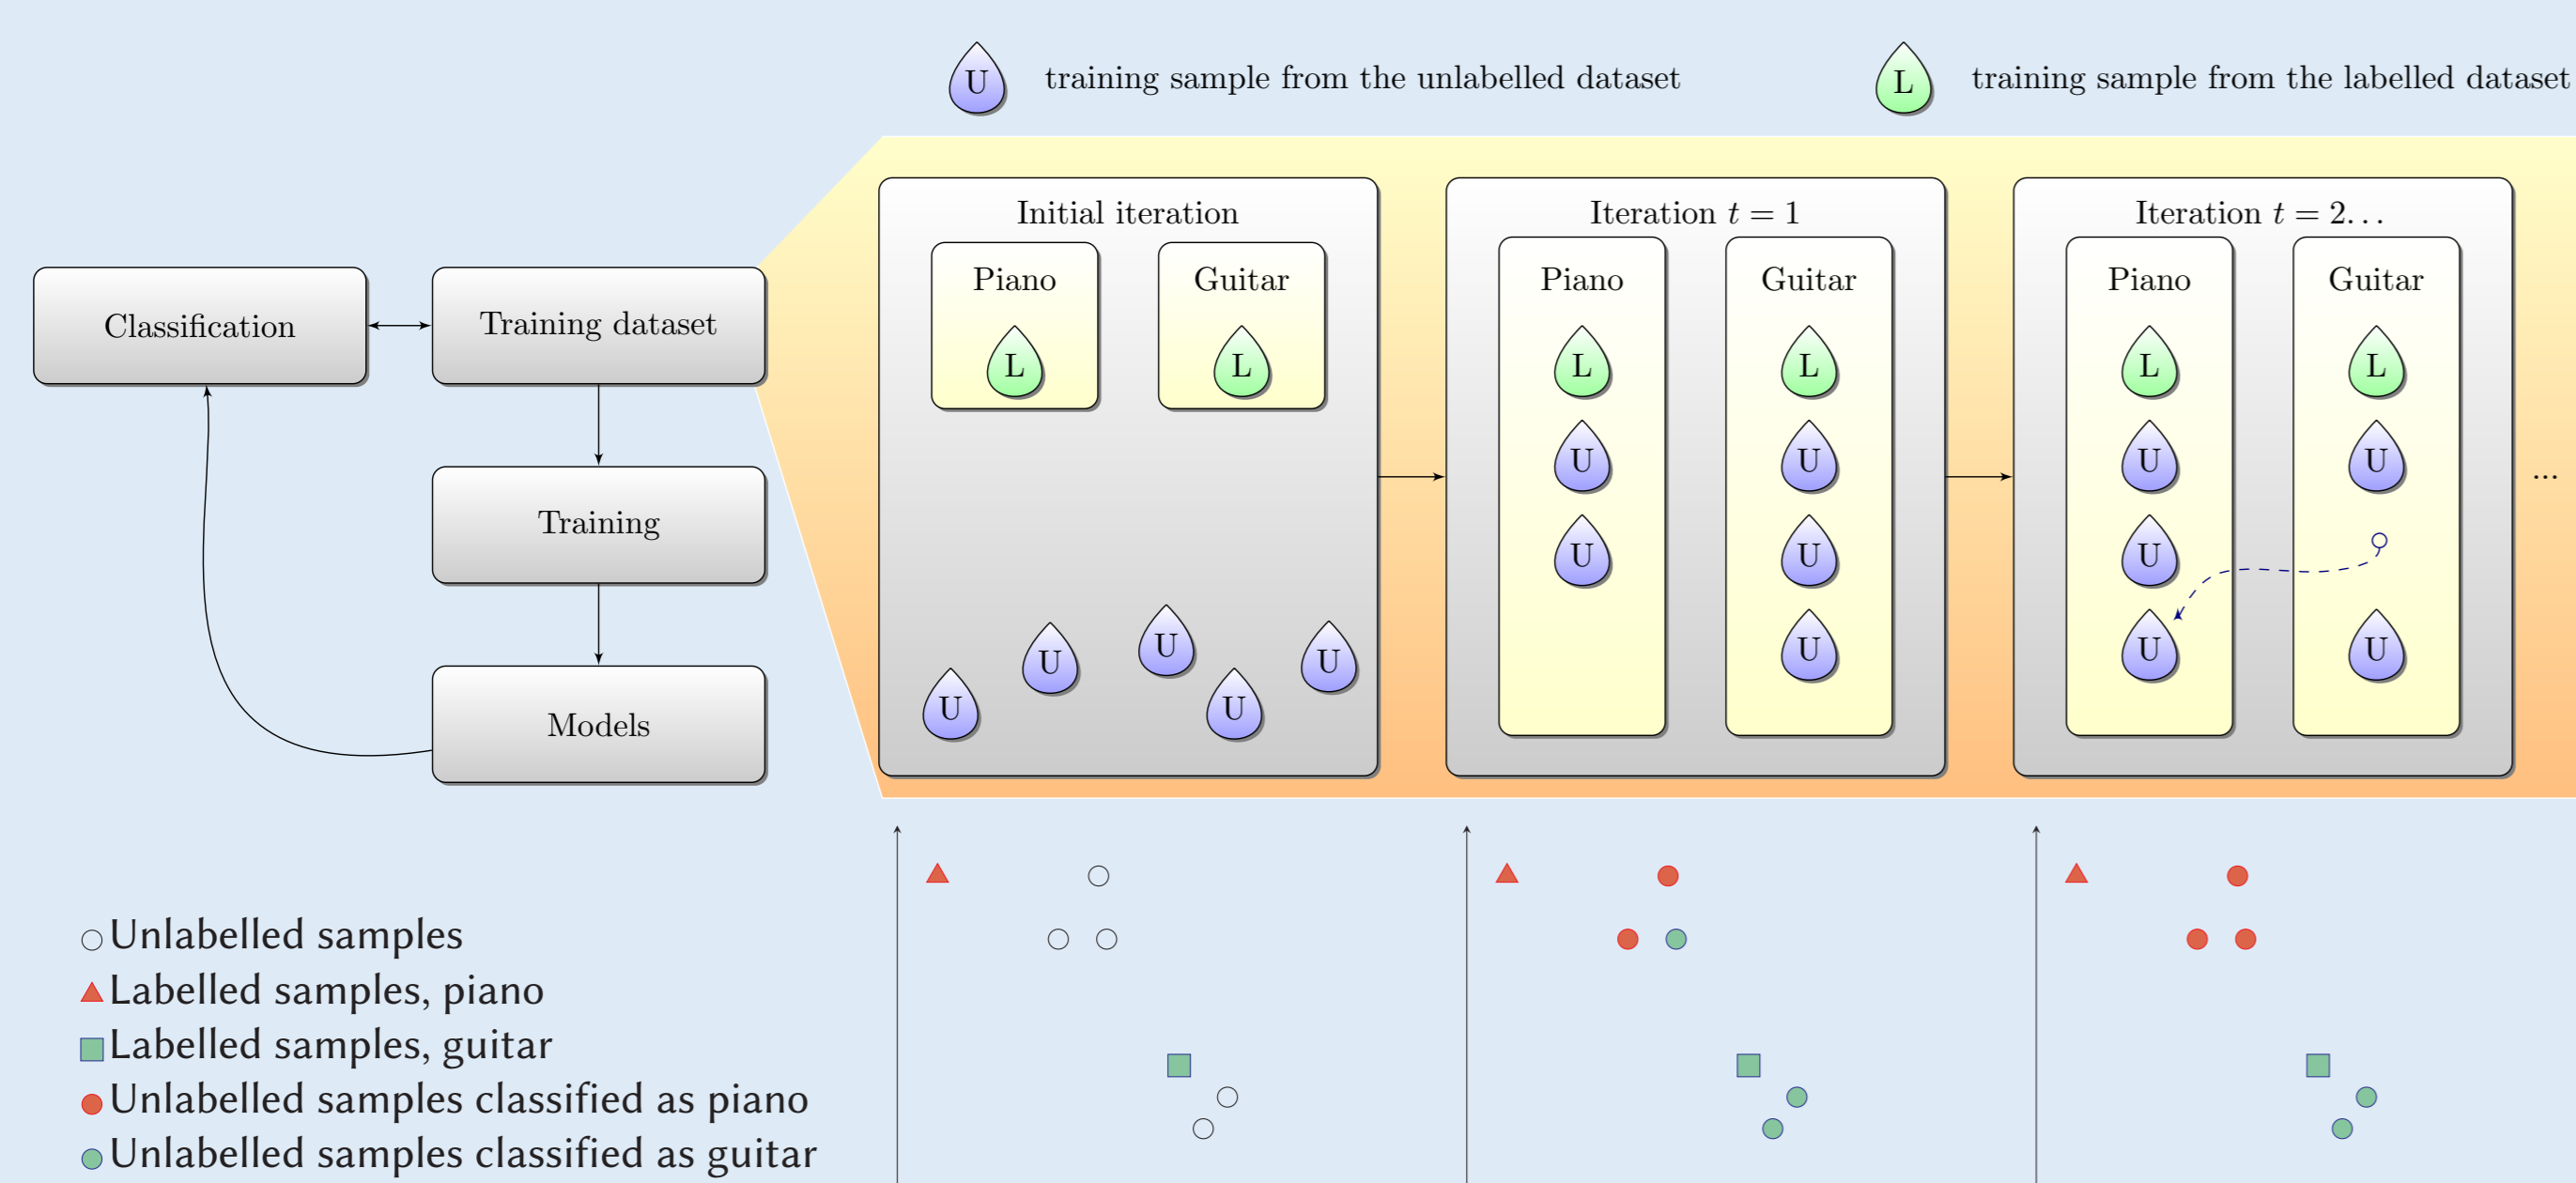 U training sample from the unlabelled dataset
L training sample from the labelled dataset
Classification
Training dataset
Training
Models
Initial iteration
Piano
L
Guitar
L
U
U
U
U
U
Iteration t = 1
Piano
L
U
U
Guitar
L
U
U
U
Iteration t = 2...
Piano
L
U
U
U
Guitar
L
U
U
...
Unlabelled samples
Labelled samples, piano
Labelled samples, guitar
Unlabelled samples classified as piano
Unlabelled samples classified as guitar